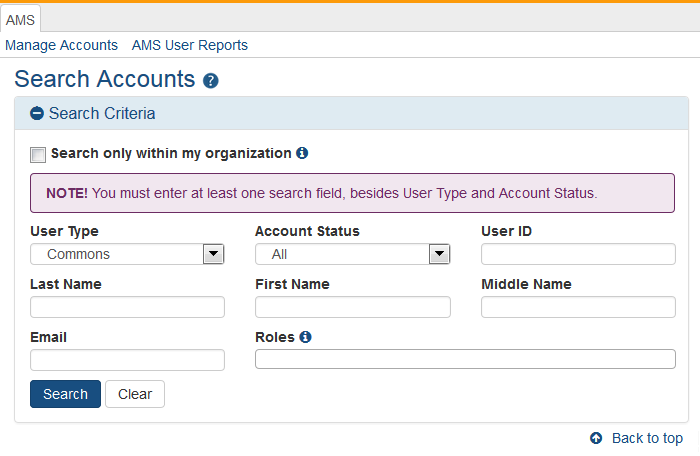 AMS
Manage Accounts AMS User Reports
Search Accounts ?
Search Criteria
Search only within my organization i
NOTE! You must enter at least one search field, besides User Type and Account Status.
User Type Account Status User ID
Commons All
Last Name First Name Middle Name
Email Roles i
Search Clear
Back to top